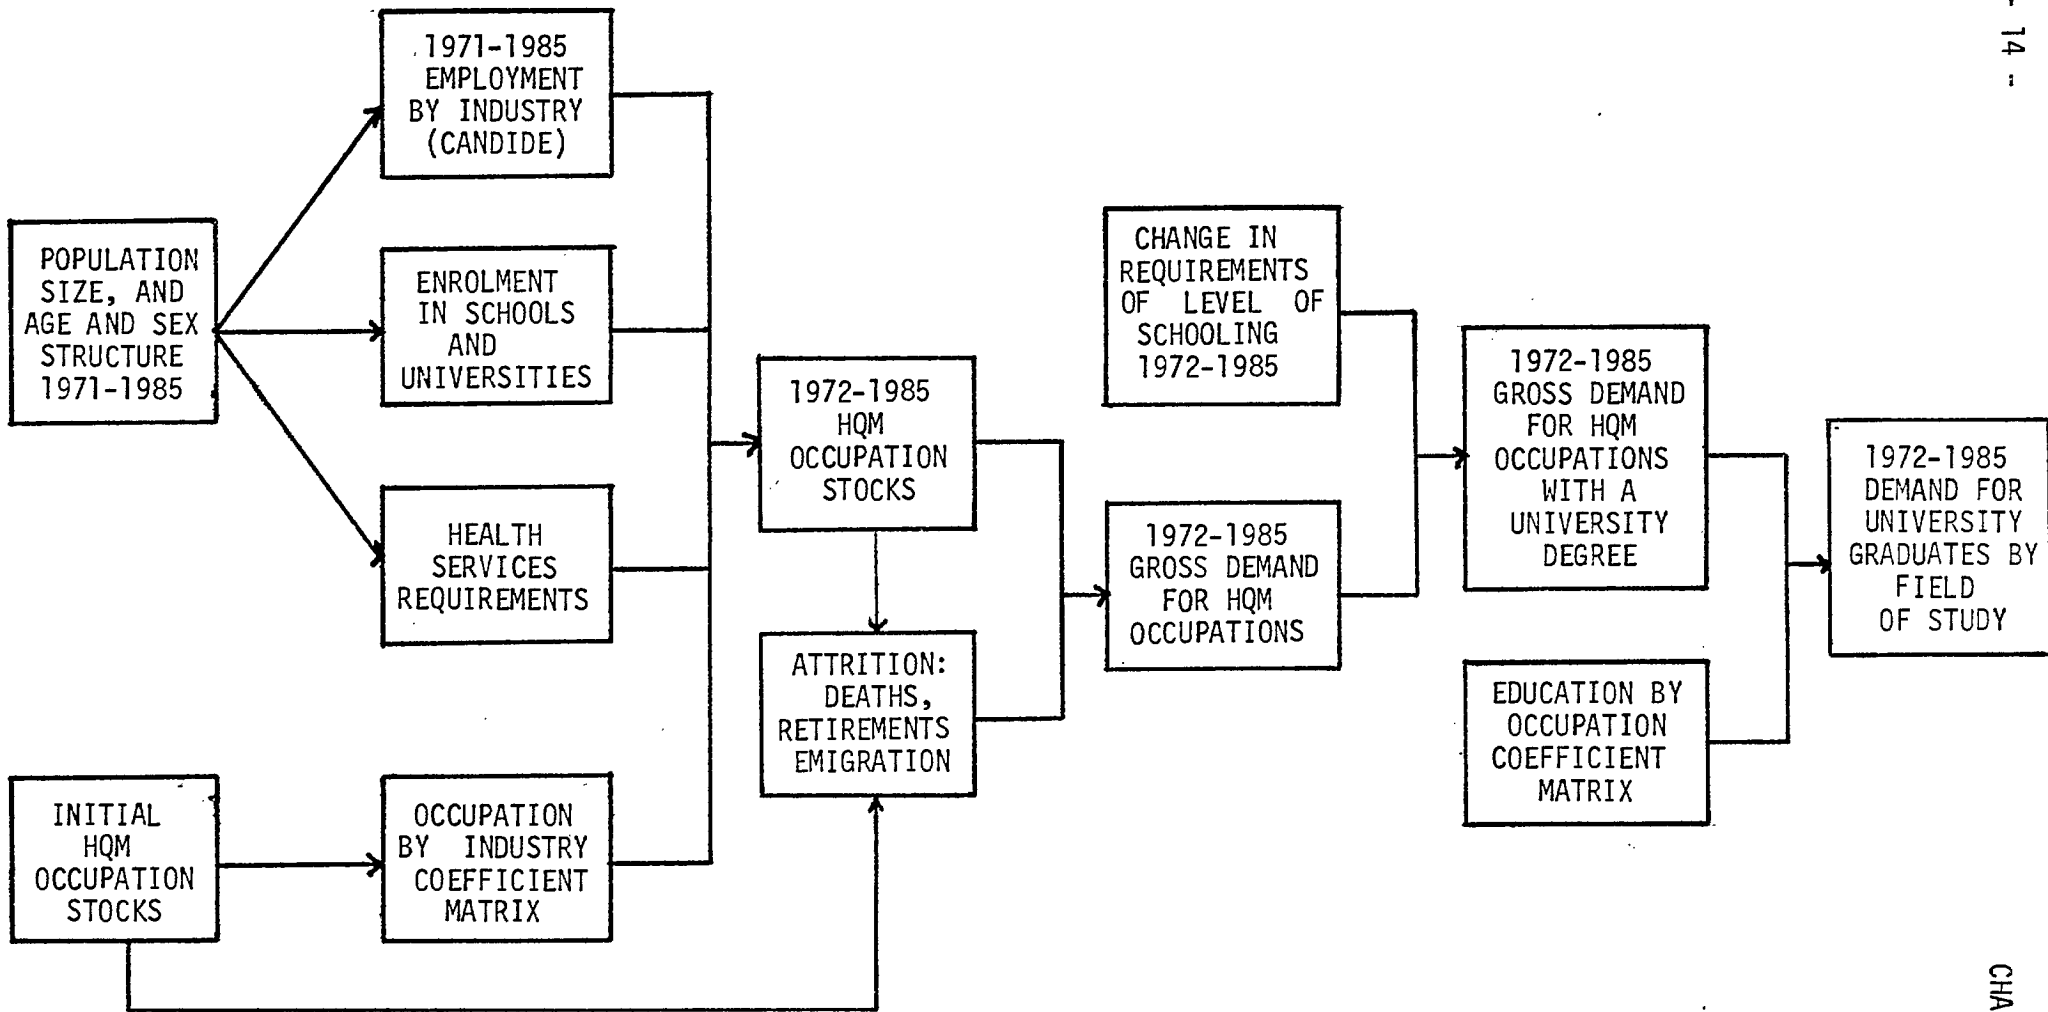 - 14 -
1971-1985
EMPLOYMENT
BY INDUSTRY
(CANDIDE)
POPULATION
SIZE, AND
AGE AND SEX
STRUCTURE
1971-1985
ENROLMENT
IN SCHOOLS
AND
UNIVERSITIES
HEALTH
SERVICES
REQUIREMENTS
INITIAL
HQM
OCCUPATION
STOCKS
OCCUPATION
BY INDUSTRY
COEFFICIENT
MATRIX
1972-1985
HQM
OCCUPATION
STOCKS
ATTRITION:
DEATHS,
RETIREMENTS
EMIGRATION
CHANGE IN
REQUIREMENTS
OF LEVEL OF
SCHOOLING
1972-1985
1972-1985
GROSS DEMAND
FOR HQM
OCCUPATIONS
1972-1985
GROSS DEMAND
FOR HQM
OCCUPATIONS
WITH A
UNIVERSITY
DEGREE
EDUCATION BY
OCCUPATION
COEFFICIENT
MATRIX
1972-1985
DEMAND FOR
UNIVERSITY
GRADUATES BY
FIELD
OF STUDY
CHA